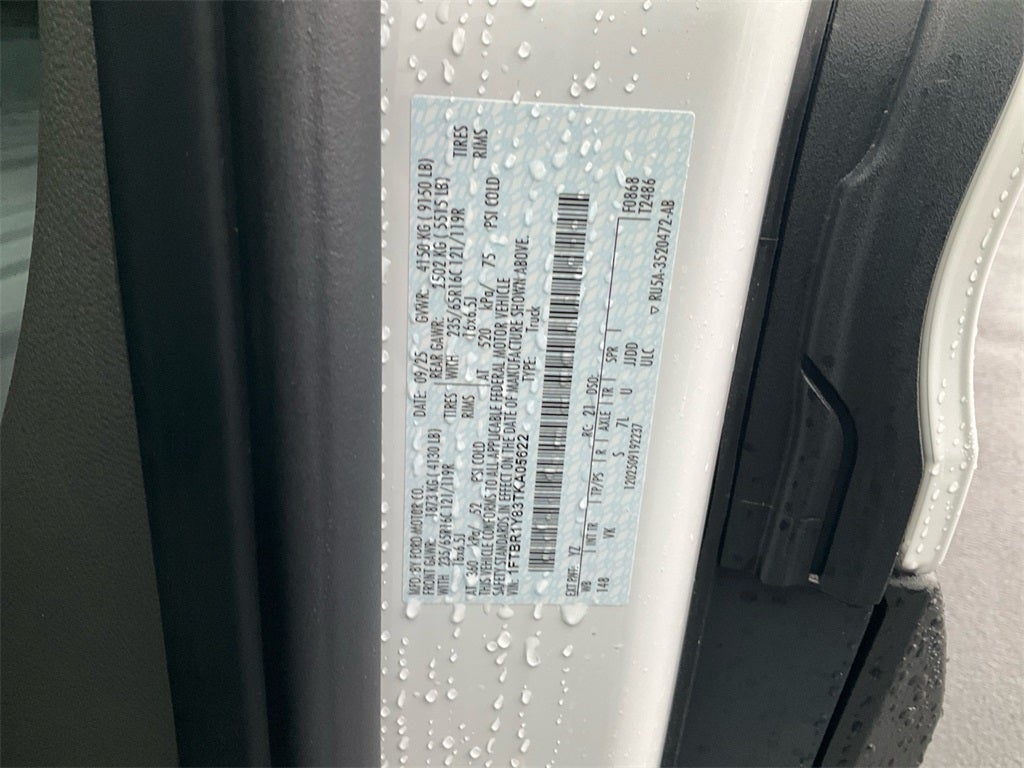 MFD. BY FORD MOTOR CO. DATE: 09/25 GVWR: 4150 KG ( 9150 LB)
FRONT GAWR: 1873 KG ( 4130 LB) REAR GAWR: 2502 KG ( 5515 LB)
WITH 235/65R16C 121/119R TIRES WITH 235/65R16C 121/119R TIRES
16x6.5J RIMS 16x6.5J RIMS
AT 360 kPa/ 52 PSI COLD AT 520 kPa/ 75 PSI COLD
THIS VEHICLE CONFORMS TO ALL APPLICABLE FEDERAL MOTOR VEHICLE
SAFETY STANDARDS IN EFFECT ON THE DATE OF MANUFACTURE SHOWN ABOVE.
VIN: 1FTBR1Y83TKA05622 TYPE: Truck
EXT PNT: YZ RC: 21 DSO: F0868
WB INT TR TP/PS R AXLE TR SPR T2486
148 VK S 7L U JJDD
1202509192237 ULC ▽ RU5A-3520472-AB